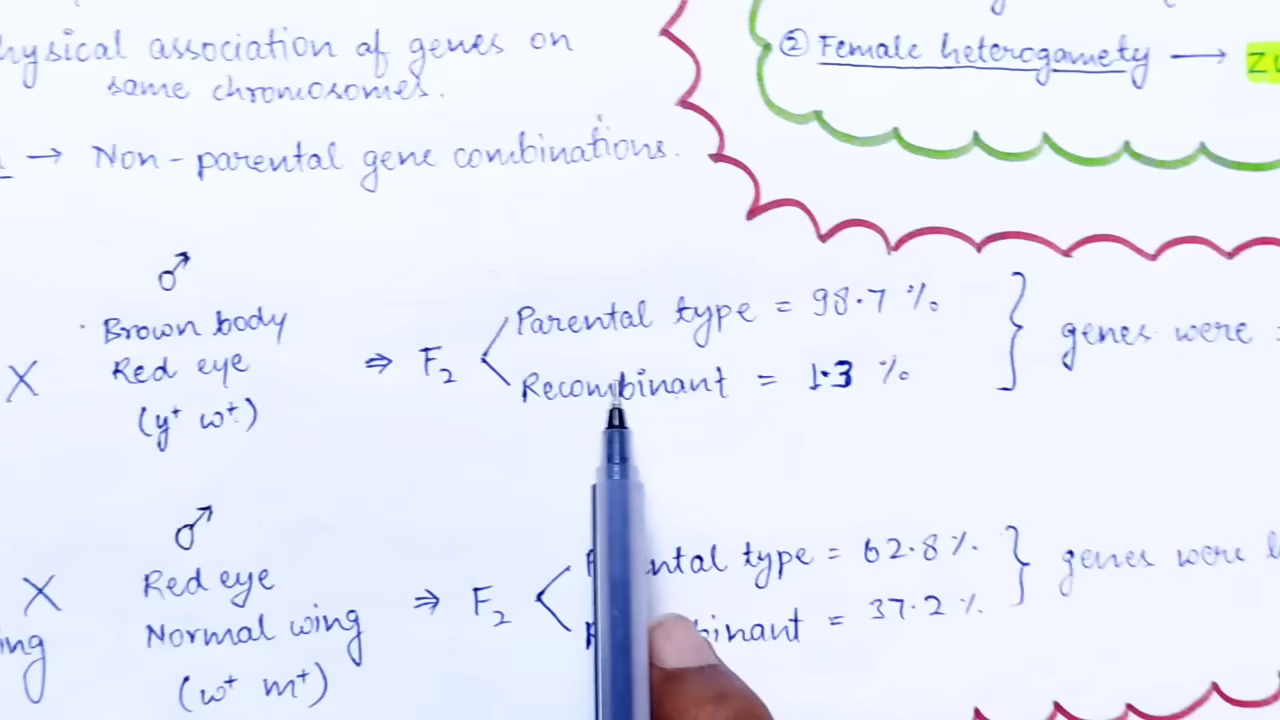 hysical association of genes on
same chromosomes.
→ Non-parental gene combinations.
② Female heterogamety →
♂
Brown body
X Red eye
(y⁺ w⁺)
⇒ F₂
Parental type = 98.7 %
Recombinant = 1.3 %
} genes were
♂
X Red eye
ing Normal wing
(w⁺ m⁺)
⇒ F₂
ental type = 62.8 %
binant = 37.2 %
} genes were